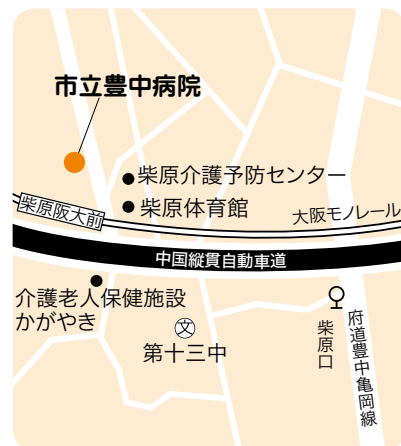 市立豊中病院
柴原介護予防センター
柴原体育館
柴原阪大前
大阪モノレール
中国縦貫自動車道
介護老人保健施設
かがやき
文
第十三中
柴原口
府道豊中亀岡線